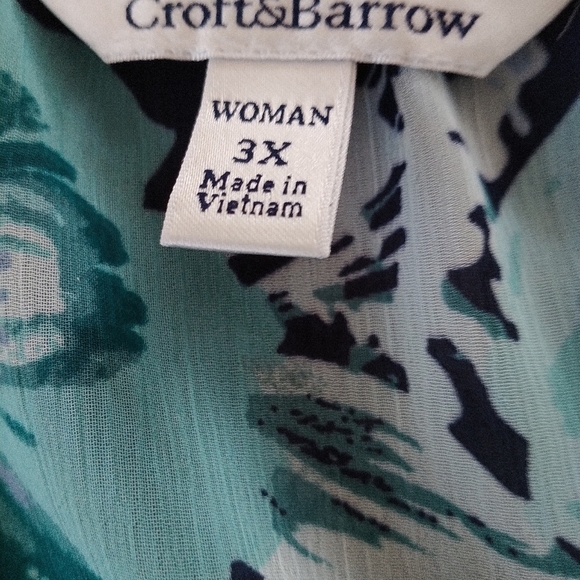 Croft&Barrow
WOMAN
3X
Made in
Vietnam